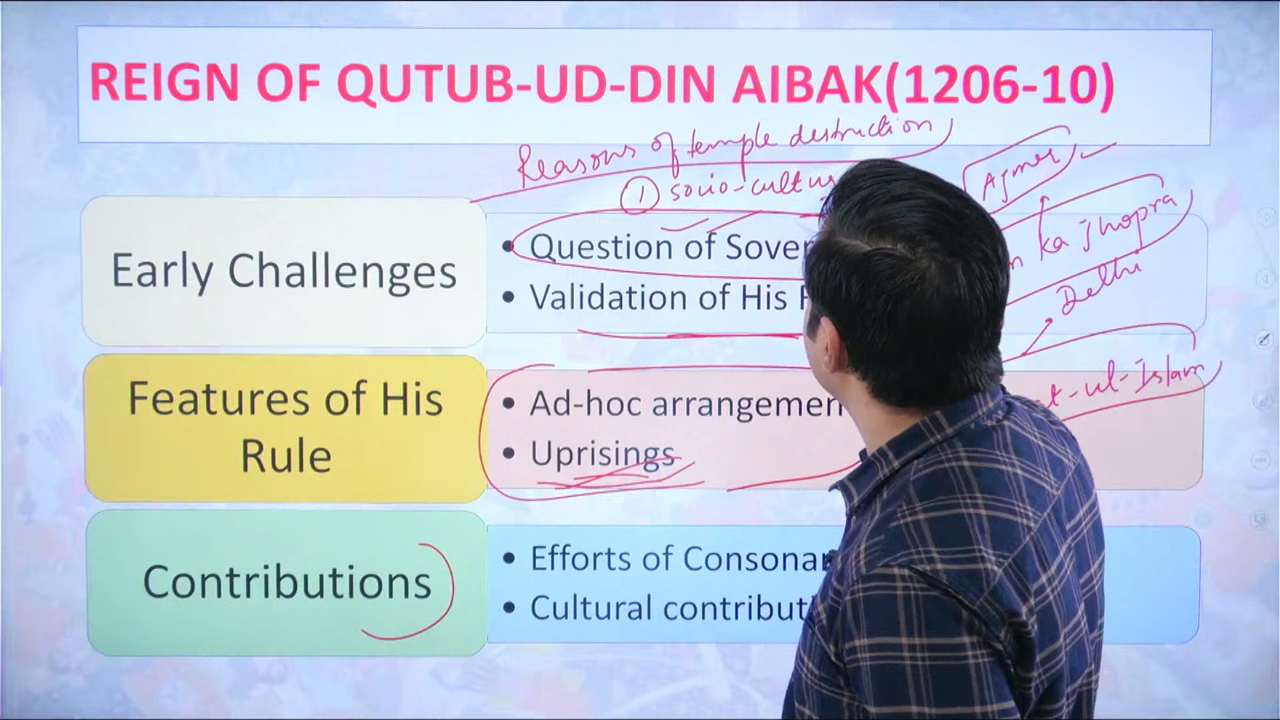 REIGN OF QUTUB-UD-DIN AIBAK(1206-10)
Reasons of temple destruction
① socio-cultur
Ajmer
Early Challenges
• Question of Sover
• Validation of His
ka Jhopra
Delhi
Features of His
Rule
• Ad-hoc arrangemen
• Uprisings
t-ul-Islam
Contributions
• Efforts of Consona
• Cultural contribut